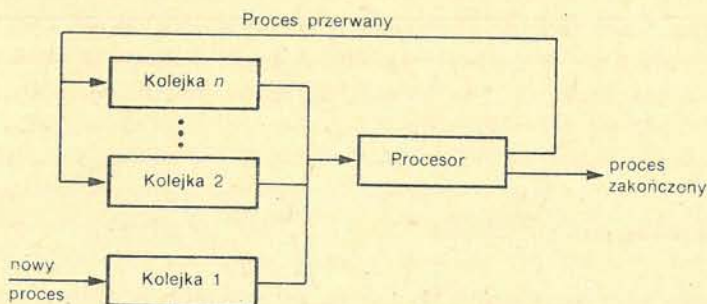 Proces przerwany
Kolejka n
Kolejka 2
Procesor
proces
zakończony
nowy
proces
Kolejka 1